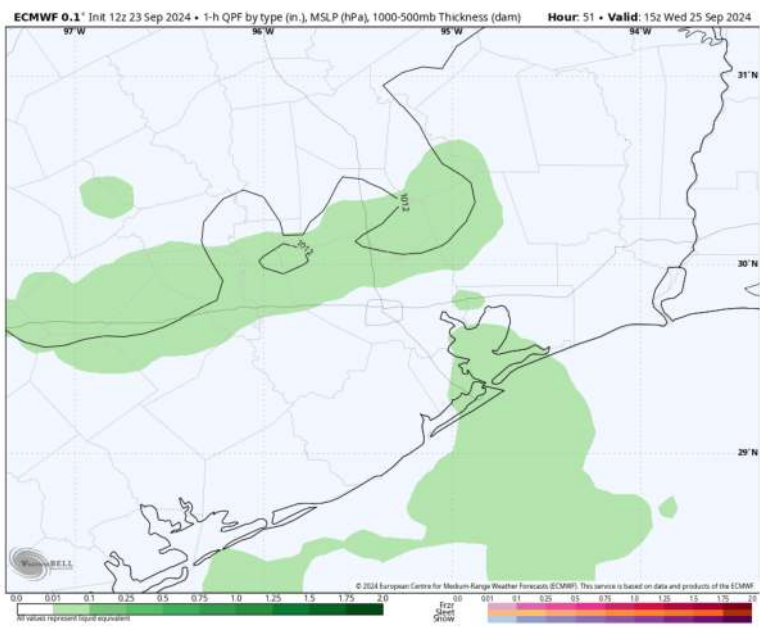 ECMWF 0.1° Init 12z 23 Sep 2024 • 1-h QPF by type (in.), MSLP (hPa), 1000-500mb Thickness (dam) Hour: 51 • Valid: 15z Wed 25 Sep 2024
97°W 96°W 95°W 94°W
31°N
1012
1012
30°N
29°N
WeatherBELL
© 2024 European Centre for Medium-Range Weather Forecasts (ECMWF). This service is based on data and products of the ECMWF
0.0 0.01 0.1 0.25 0.5 0.75 1.0 1.25 1.5 1.75 2.0 0.0 0.01 0.1 0.25 0.5 0.75 1.0 1.25 1.5 1.75 2.0
Frzr
Sleet
Snow
All values represent liquid equivalent